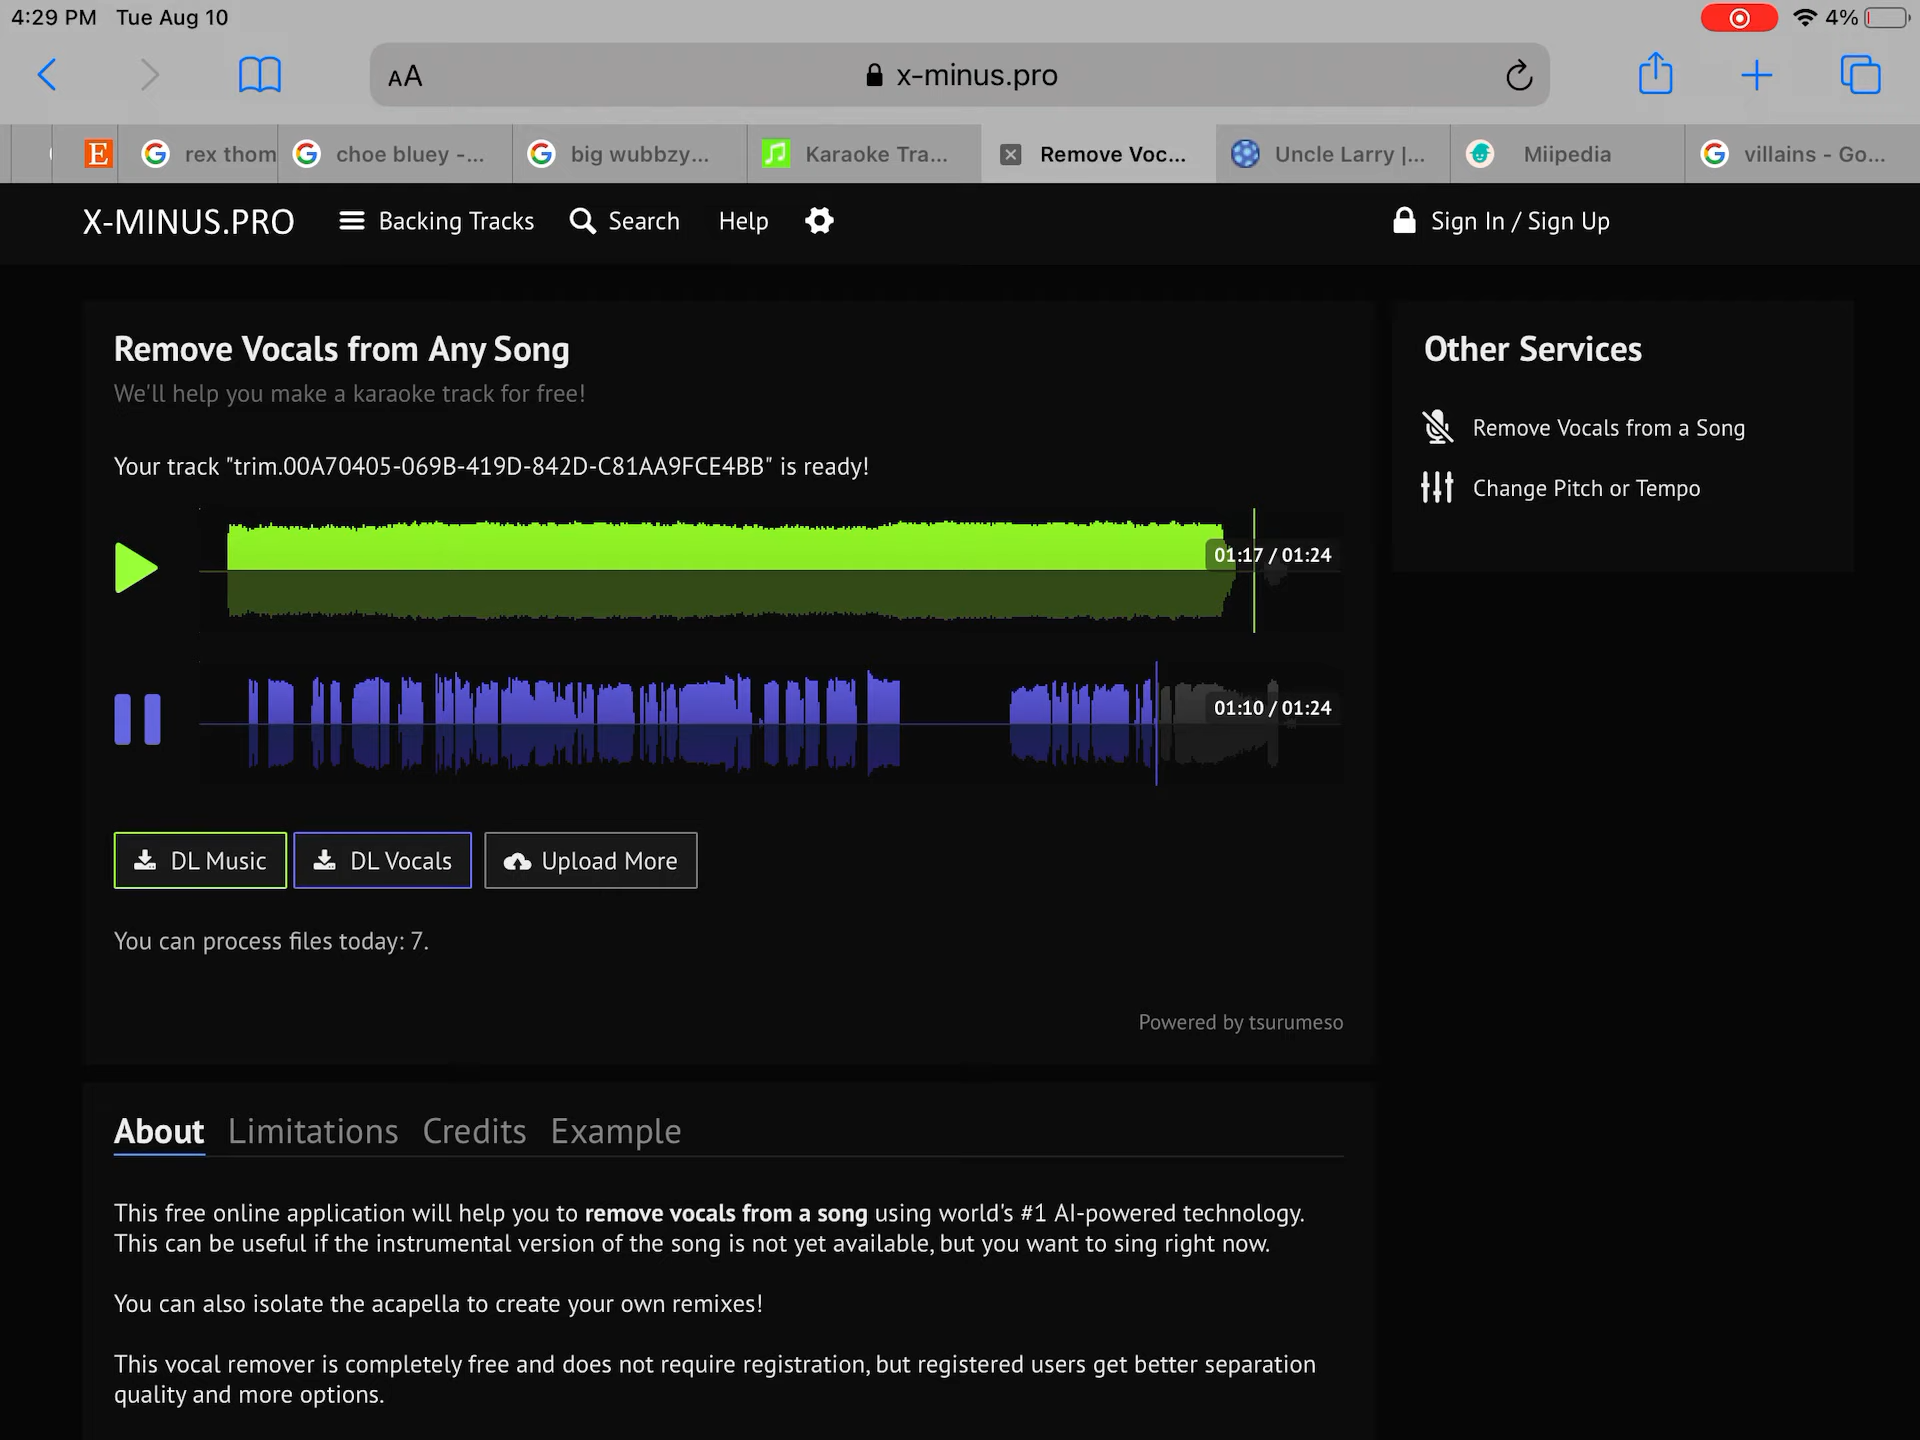 4:29 PM Tue Aug 10 4%
AA x-minus.pro
E rex thom choe bluey -... big wubbzy... Karaoke Tra... Remove Voc... Uncle Larry |... Miipedia villains - Go...
X-MINUS.PRO Backing Tracks Search Help Sign In / Sign Up
Remove Vocals from Any Song
We'll help you make a karaoke track for free!
Your track "trim.00A70405-069B-419D-842D-C81AA9FCE4BB" is ready!
01:17 / 01:24
01:10 / 01:24
DL Music DL Vocals Upload More
You can process files today: 7.
Powered by tsurumeso
Other Services
Remove Vocals from a Song
Change Pitch or Tempo
About Limitations Credits Example
This free online application will help you to remove vocals from a song using world's #1 AI-powered technology.
This can be useful if the instrumental version of the song is not yet available, but you want to sing right now.
You can also isolate the acapella to create your own remixes!
This vocal remover is completely free and does not require registration, but registered users get better separation
quality and more options.